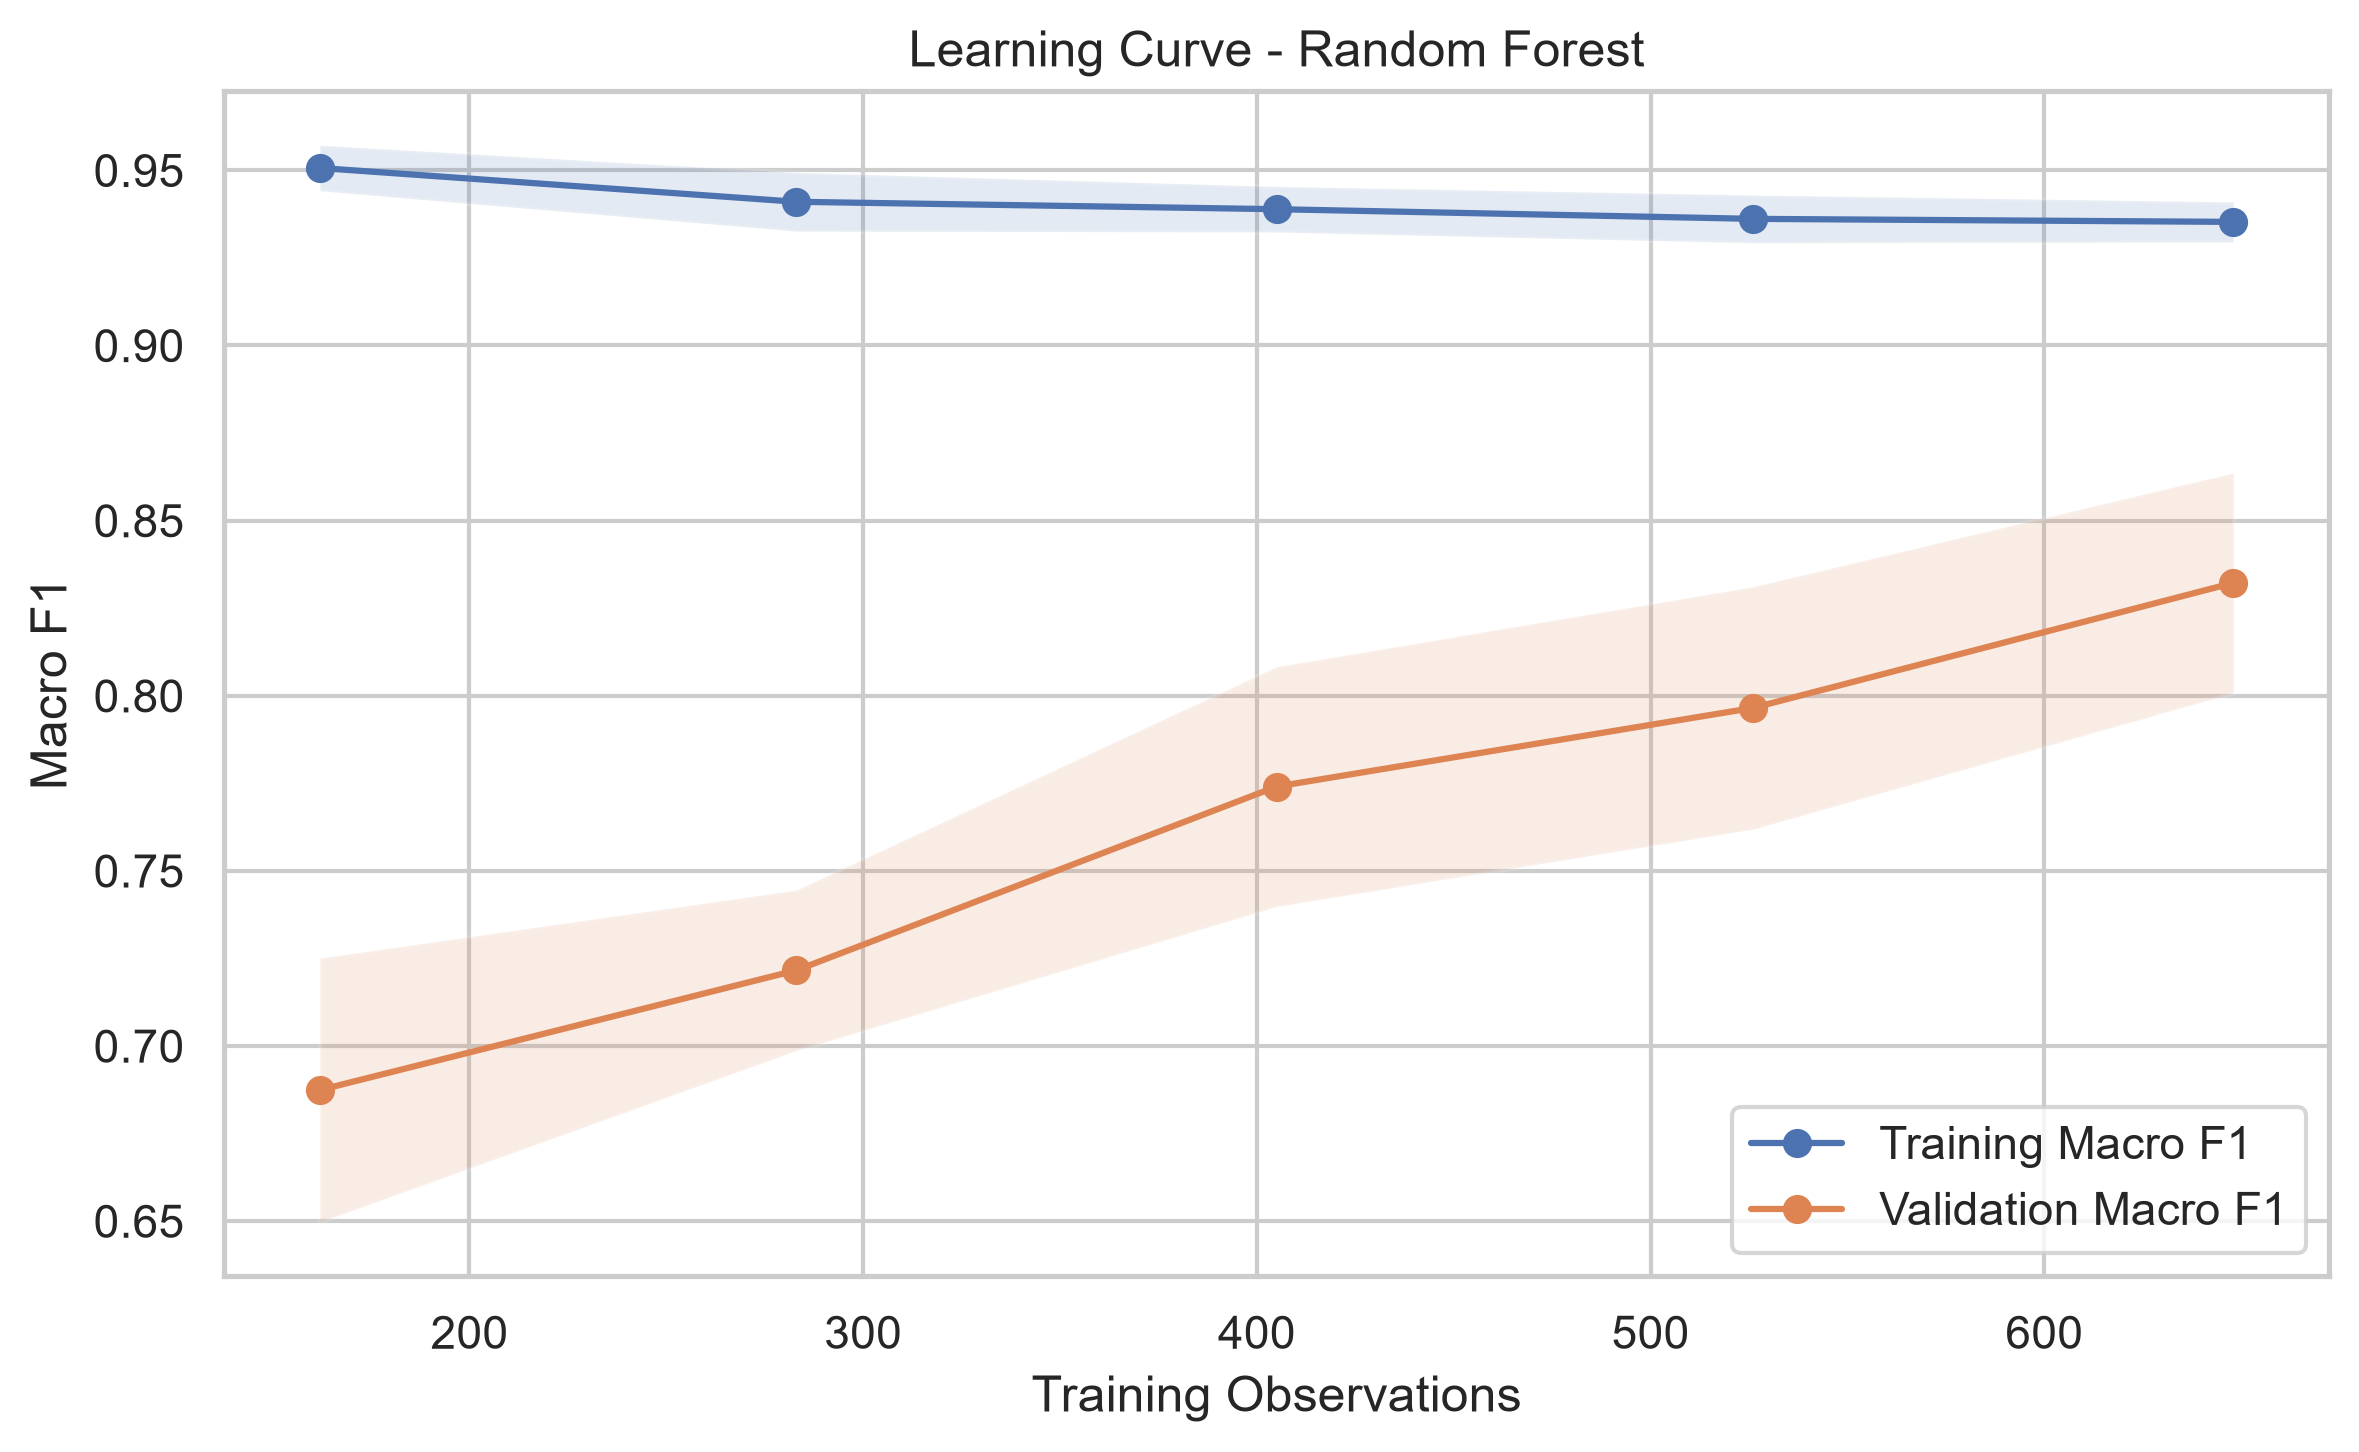 Learning Curve - Random Forest
0.95
0.90
0.85
0.80
0.75
0.70
0.65
Macro F1
Training Macro F1
Validation Macro F1
200 300 400 500 600
Training Observations